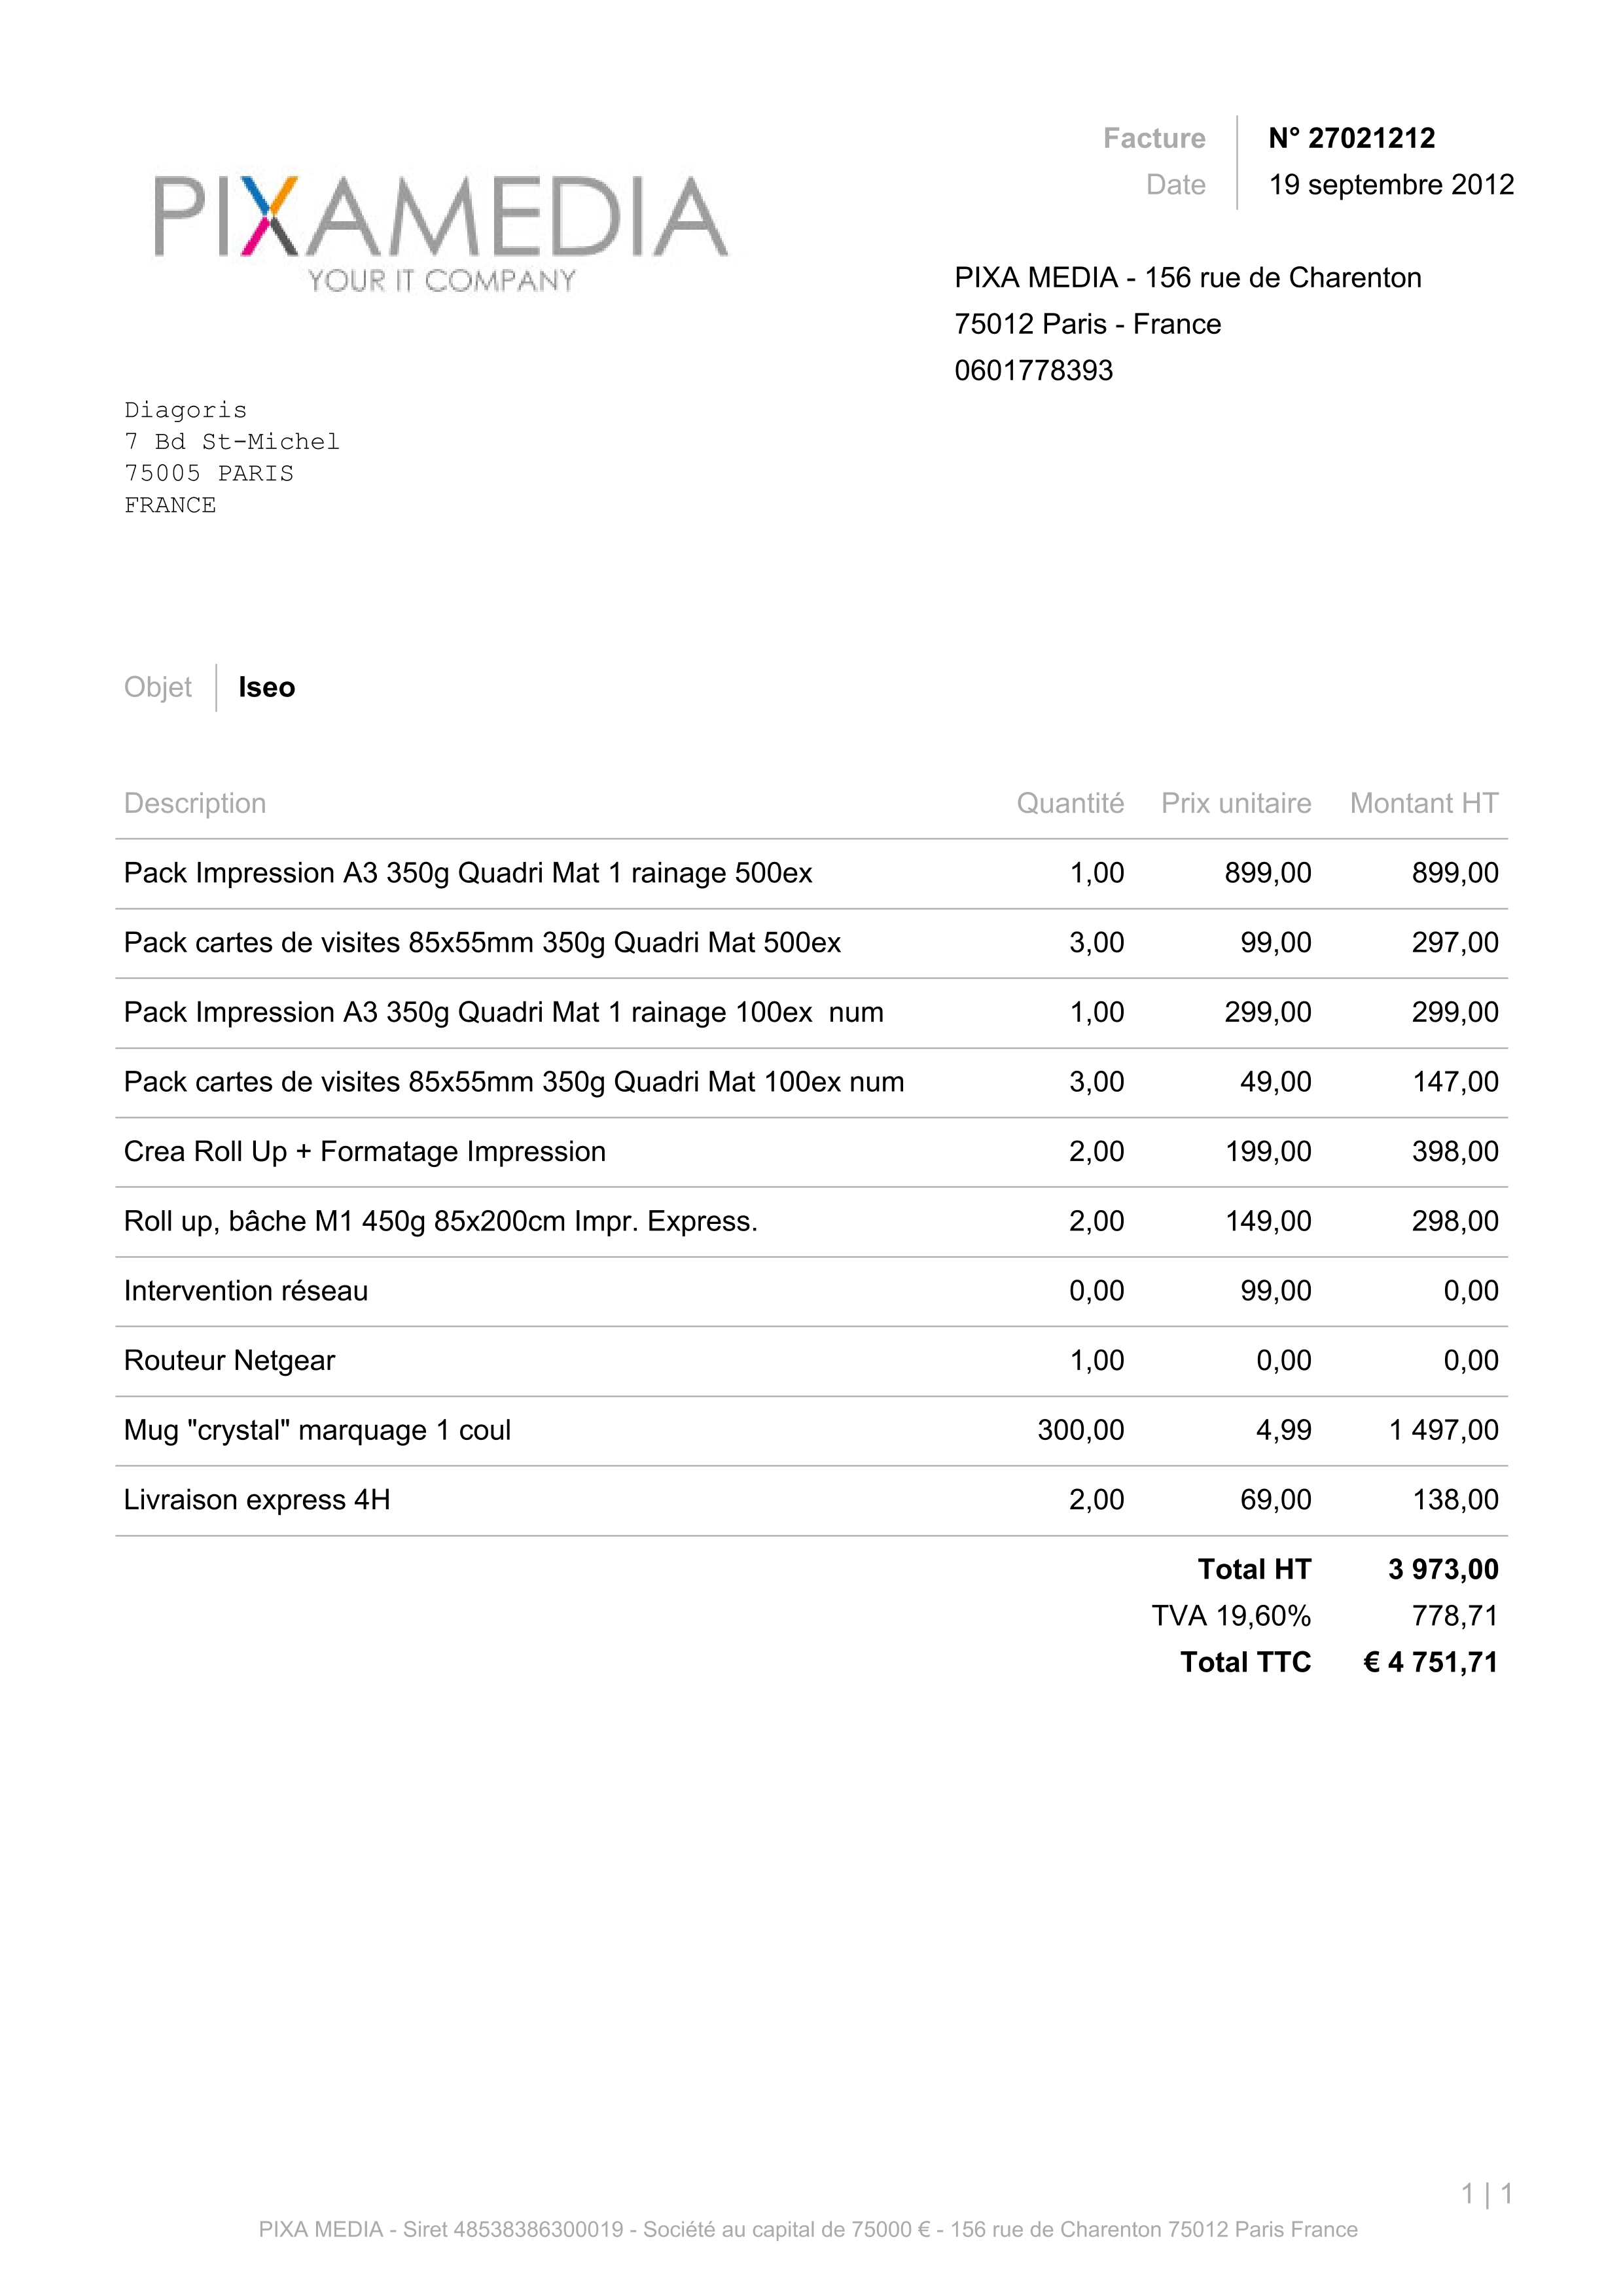 PIXAMEDIA
YOUR IT COMPANY
Facture N° 27021212
Date 19 septembre 2012
PIXA MEDIA - 156 rue de Charenton
75012 Paris - France
0601778393
Diagoris
7 Bd St-Michel
75005 PARIS
FRANCE
Objet Iseo
Description Quantité Prix unitaire Montant HT
Pack Impression A3 350g Quadri Mat 1 rainage 500ex 1,00 899,00 899,00
Pack cartes de visites 85x55mm 350g Quadri Mat 500ex 3,00 99,00 297,00
Pack Impression A3 350g Quadri Mat 1 rainage 100ex  num 1,00 299,00 299,00
Pack cartes de visites 85x55mm 350g Quadri Mat 100ex num 3,00 49,00 147,00
Crea Roll Up + Formatage Impression 2,00 199,00 398,00
Roll up, bâche M1 450g 85x200cm Impr. Express. 2,00 149,00 298,00
Intervention réseau 0,00 99,00 0,00
Routeur Netgear 1,00 0,00 0,00
Mug "crystal" marquage 1 coul 300,00 4,99 1 497,00
Livraison express 4H 2,00 69,00 138,00
Total HT 3 973,00
TVA 19,60% 778,71
Total TTC € 4 751,71
1 | 1
PIXA MEDIA - Siret 48538386300019 - Société au capital de 75000 € - 156 rue de Charenton 75012 Paris France